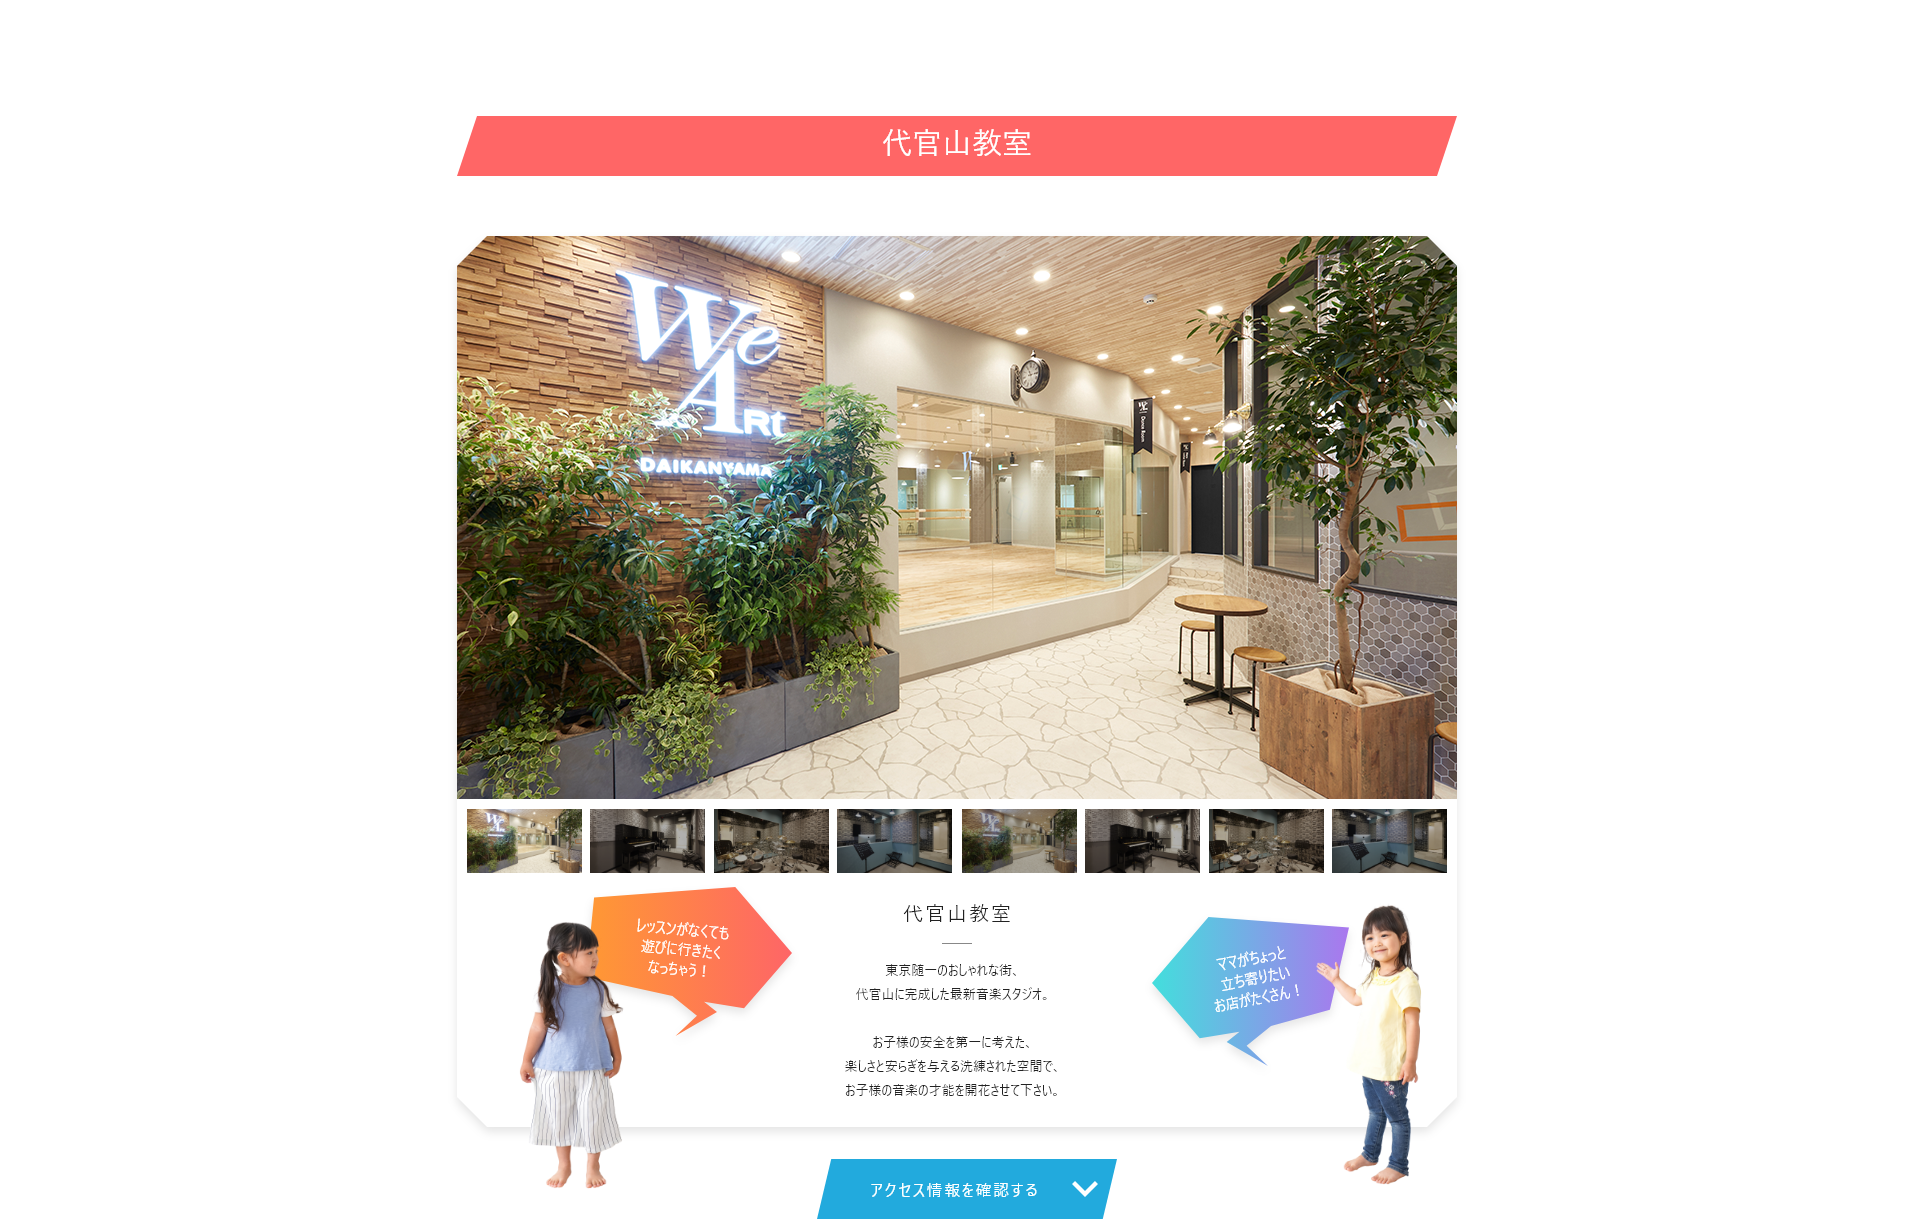 代官山教室
We
ARt
DAIKANYAMA
Dance Room
レッスンがなくても
遊びに行きたく
なっちゃう！
代官山教室
東京随一のおしゃれな街、
代官山に完成した最新音楽スタジオ。
お子様の安全を第一に考えた、
楽しさと安らぎを与える洗練された空間で、
お子様の音楽の才能を開花させて下さい。
ママがちょっと
立ち寄りたい
お店がたくさん！
アクセス情報を確認する